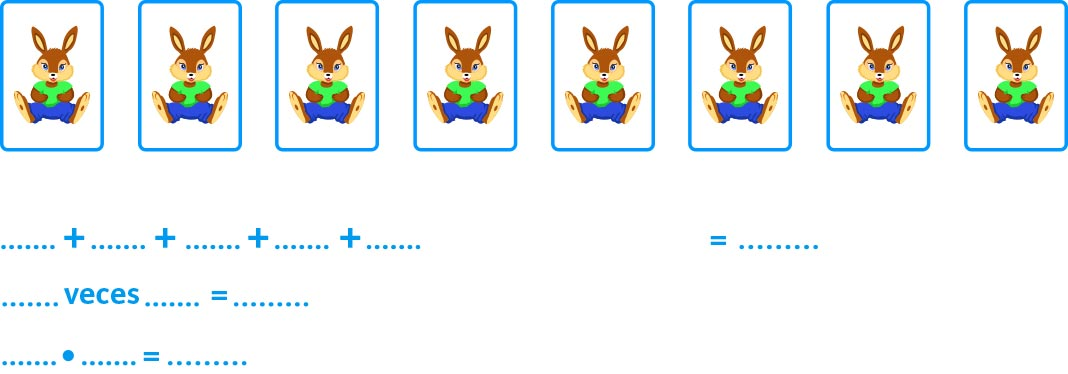 ....... + ....... + ....... + ....... + ....... = .........
....... veces ....... = .........
....... • ....... = .........